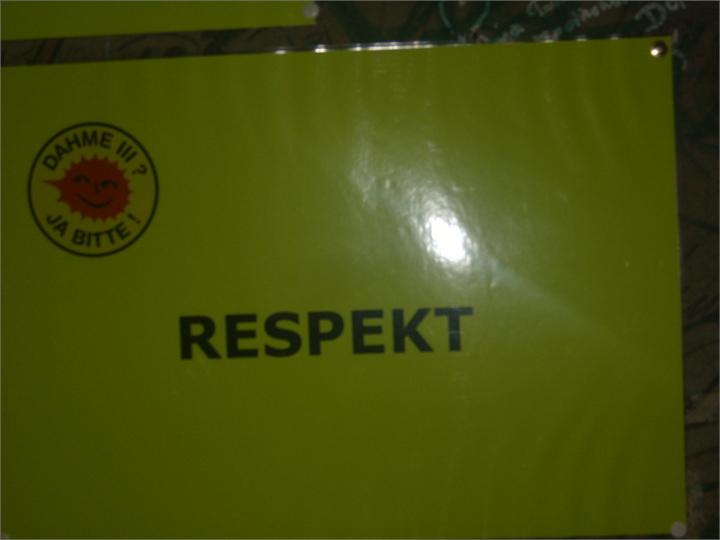 DAHME III ?
JA BITTE !
RESPEKT